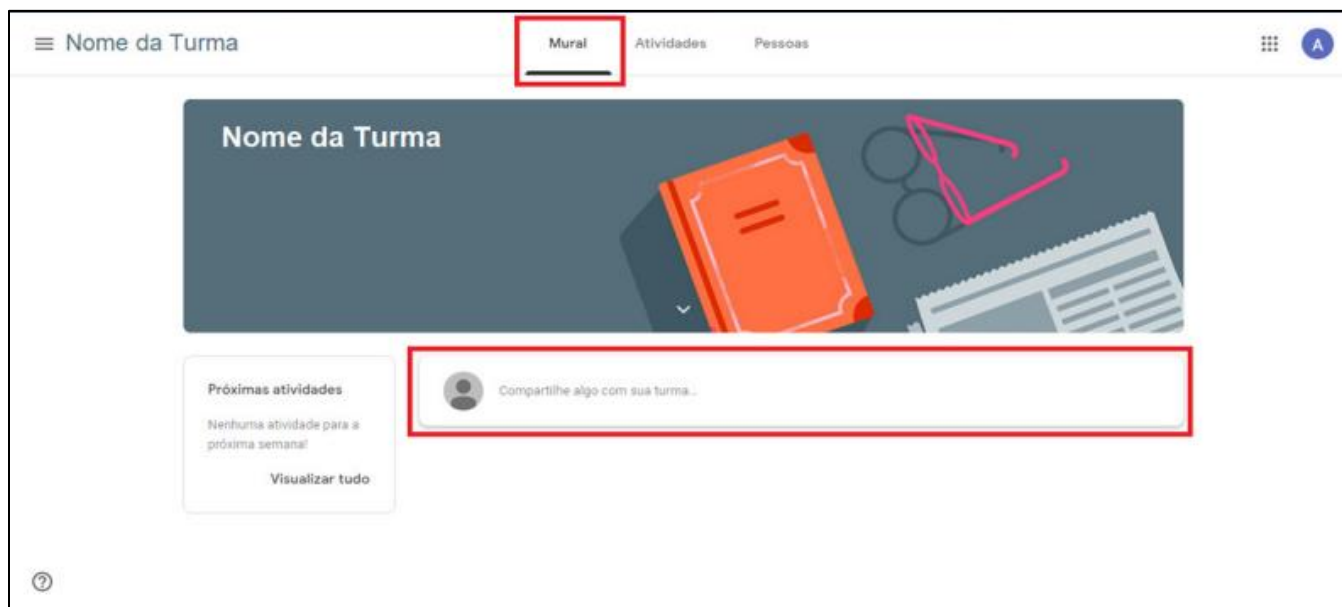 Nome da Turma
Mural
Atividades
Pessoas
A
Nome da Turma
Próximas atividades
Nenhuma atividade para a
próxima semana!
Visualizar tudo
Compartilhe algo com sua turma...
?